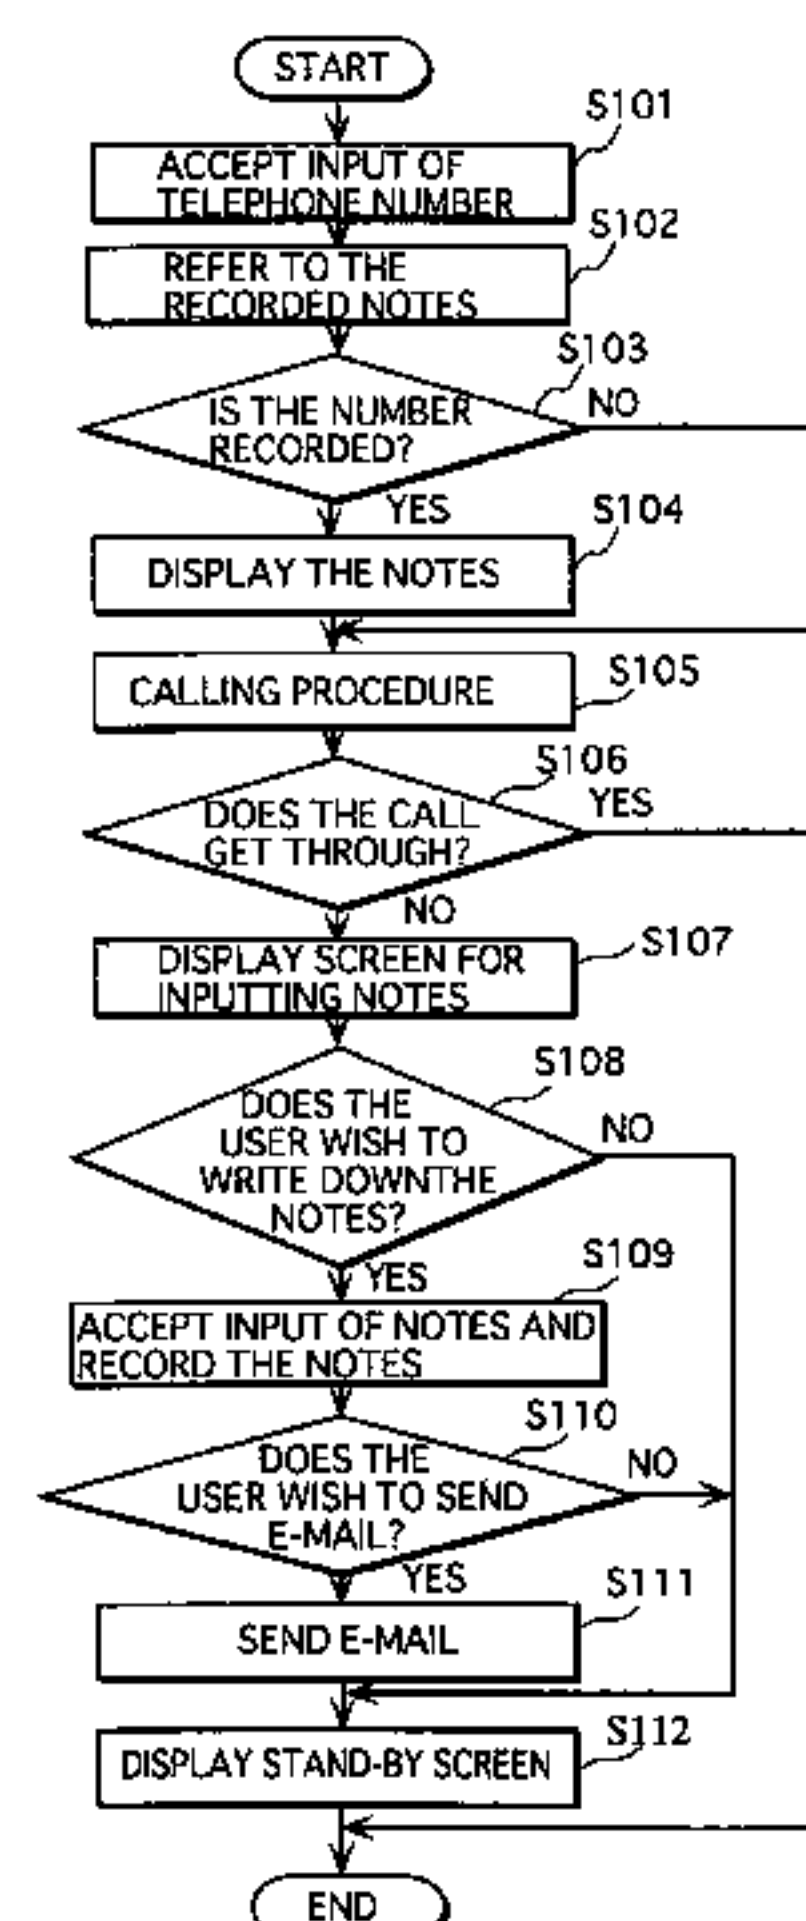 START
S101
ACCEPT INPUT OF
TELEPHONE NUMBER
S102
REFER TO THE
RECORDED NOTES
S103
IS THE NUMBER
RECORDED?
NO
YES
S104
DISPLAY THE NOTES
S105
CALLING PROCEDURE
S106
DOES THE CALL
GET THROUGH?
YES
NO
S107
DISPLAY SCREEN FOR
INPUTTING NOTES
S108
DOES THE
USER WISH TO
WRITE DOWNTHE
NOTES?
NO
YES
S109
ACCEPT INPUT OF NOTES AND
RECORD THE NOTES
S110
DOES THE
USER WISH TO SEND
E-MAIL?
NO
YES
S111
SEND E-MAIL
S112
DISPLAY STAND-BY SCREEN
END